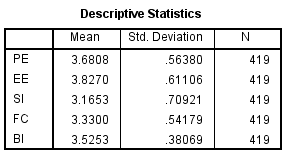 Descriptive Statistics
Mean Std. Deviation N
PE 3.6808 .56380 419
EE 3.8270 .61106 419
SI 3.1653 .70921 419
FC 3.3300 .54179 419
BI 3.5253 .38069 419